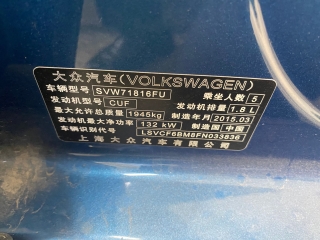 大众汽车(VOLKSWAGEN)
车辆型号 SVW71816FU 乘坐人数 5
发动机型号 CUF 发动机排量 1.8 L
最大允许总质量 1945kg 制造年月 2015.03
发动机最大净功率 132 kW 制造国 中国
车辆识别代号 LSVCF6BM8FN033836
上海大众汽车有限公司